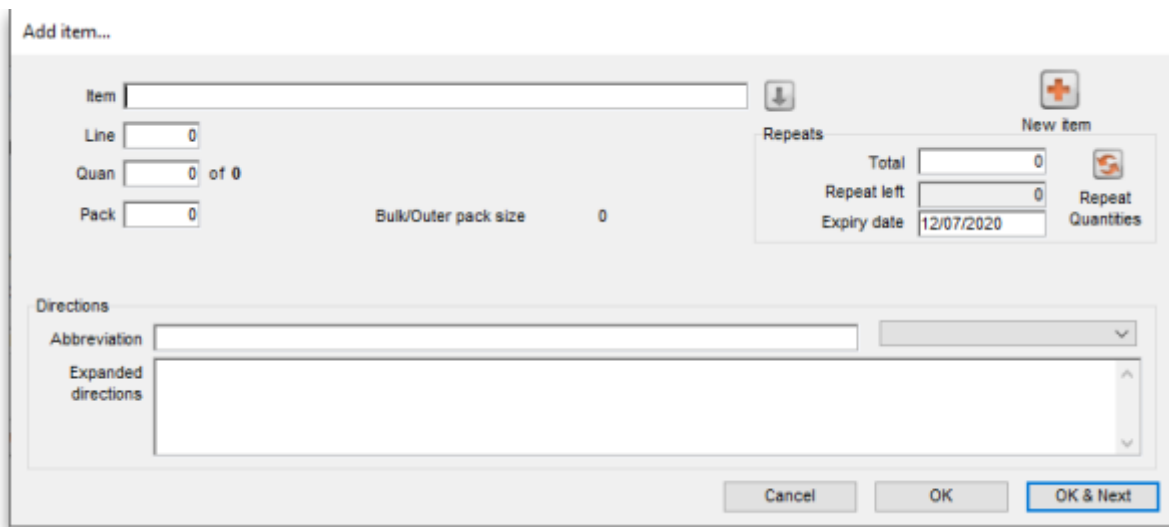 Add item...
Item
New item
Line 0
Repeats
Total 0
Quan 0 of 0
Repeat left 0
Repeat Quantities
Pack 0
Bulk/Outer pack size 0
Expiry date 12/07/2020
Directions
Abbreviation
Expanded
directions
Cancel OK OK & Next